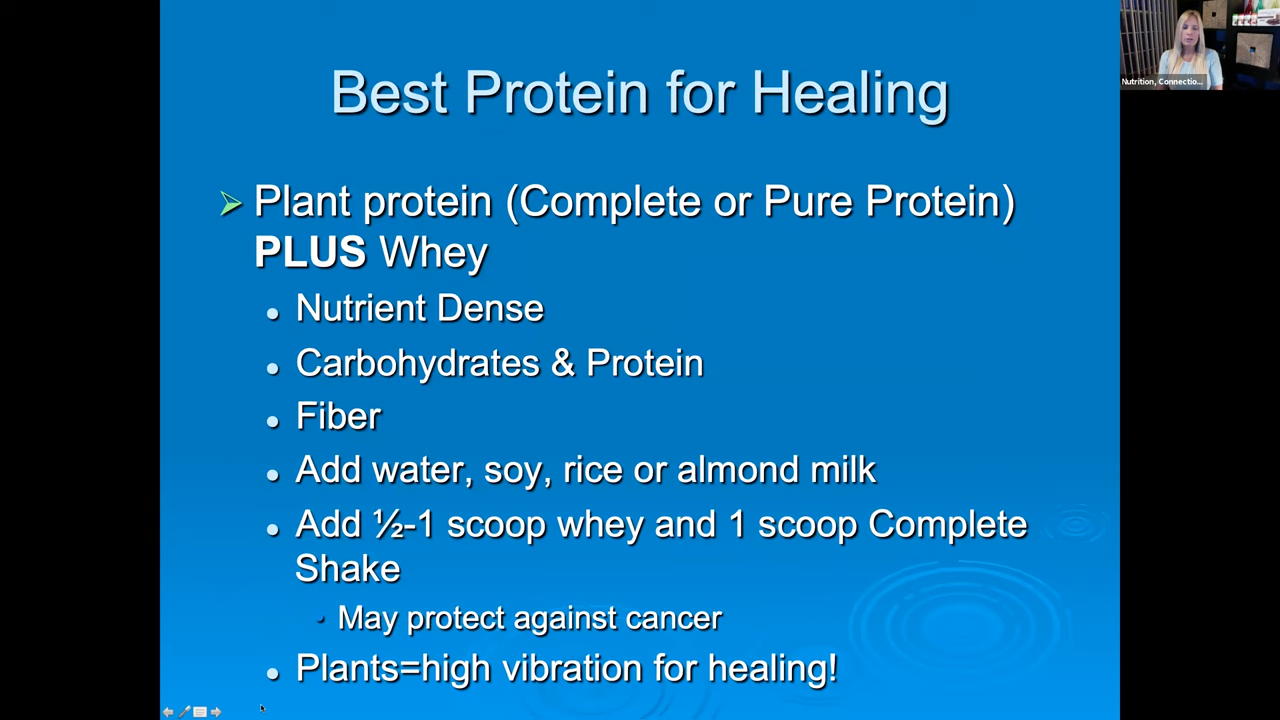 Best Protein for Healing
Plant protein (Complete or Pure Protein)
PLUS Whey
Nutrient Dense
Carbohydrates & Protein
Fiber
Add water, soy, rice or almond milk
Add ½-1 scoop whey and 1 scoop Complete
Shake
May protect against cancer
Plants=high vibration for healing!
Nutrition, Connectio...